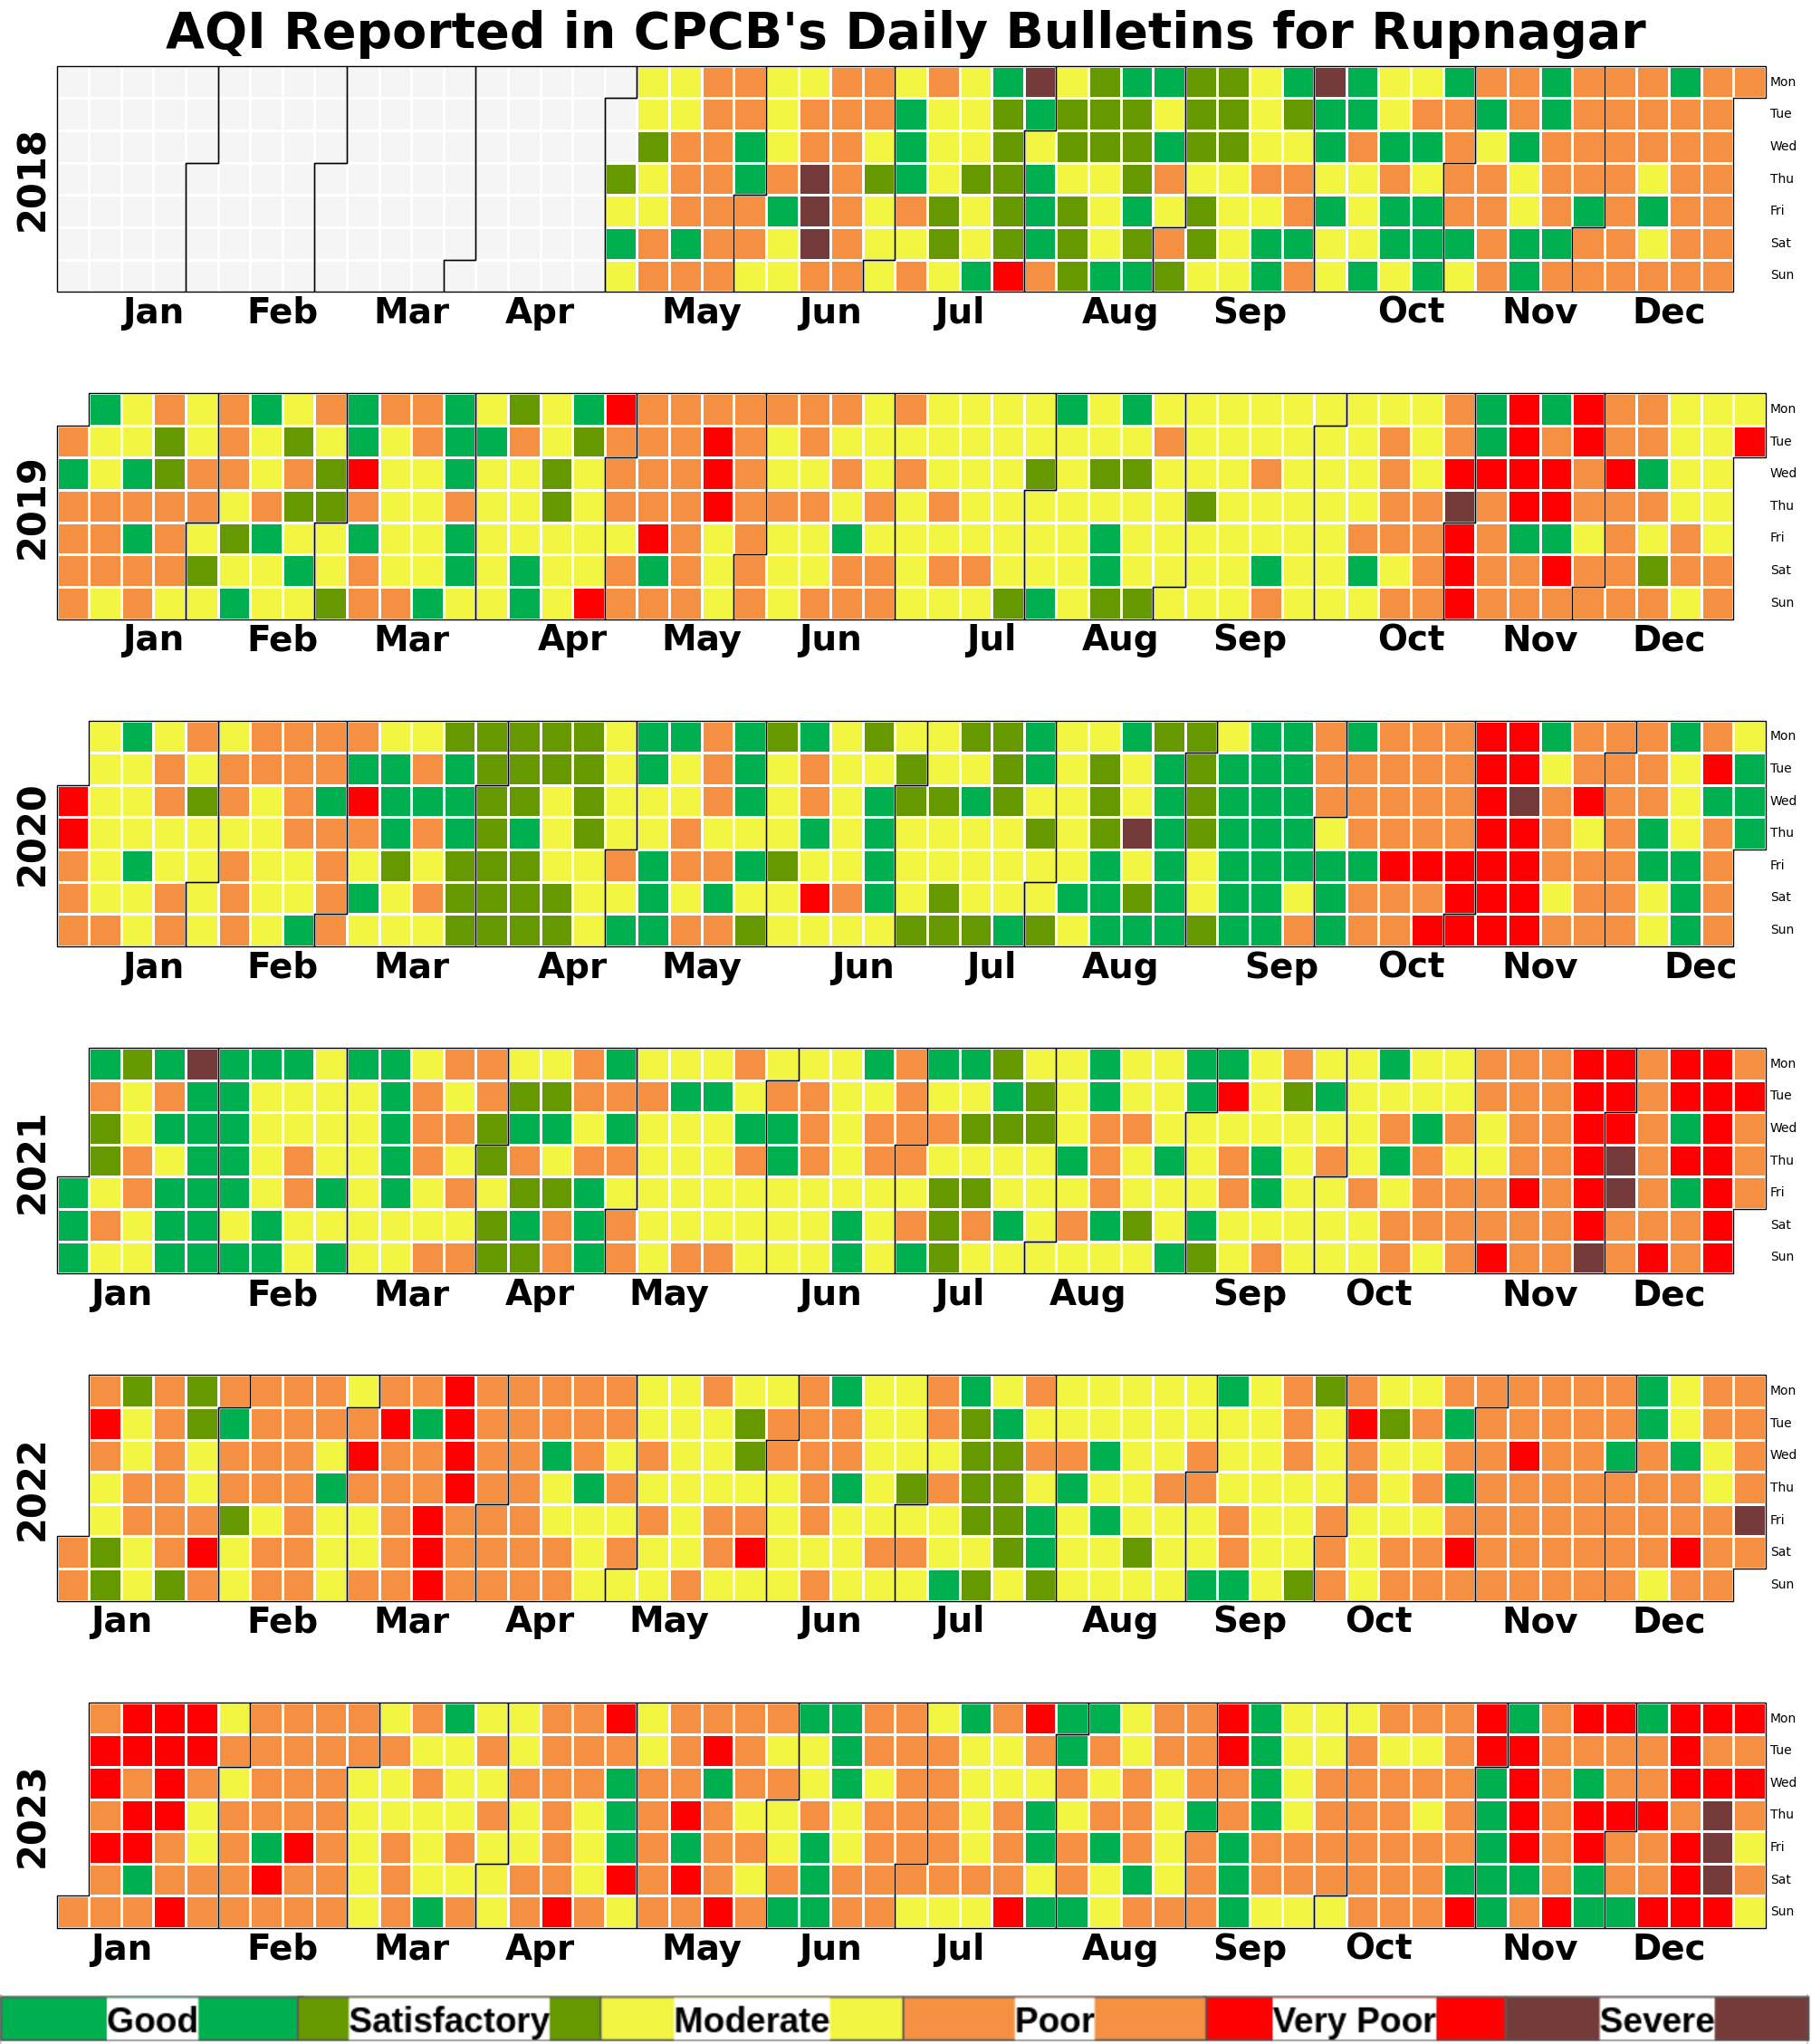 AQI Reported in CPCB's Daily Bulletins for Rupnagar
2018
Mon
Tue
Wed
Thu
Fri
Sat
Sun
Jan Feb Mar Apr May Jun Jul Aug Sep Oct Nov Dec
2019
Mon
Tue
Wed
Thu
Fri
Sat
Sun
Jan Feb Mar Apr May Jun Jul Aug Sep Oct Nov Dec
2020
Mon
Tue
Wed
Thu
Fri
Sat
Sun
Jan Feb Mar Apr May Jun Jul Aug Sep Oct Nov Dec
2021
Mon
Tue
Wed
Thu
Fri
Sat
Sun
Jan Feb Mar Apr May Jun Jul Aug Sep Oct Nov Dec
2022
Mon
Tue
Wed
Thu
Fri
Sat
Sun
Jan Feb Mar Apr May Jun Jul Aug Sep Oct Nov Dec
2023
Mon
Tue
Wed
Thu
Fri
Sat
Sun
Jan Feb Mar Apr May Jun Jul Aug Sep Oct Nov Dec
Good Satisfactory Moderate Poor Very Poor Severe